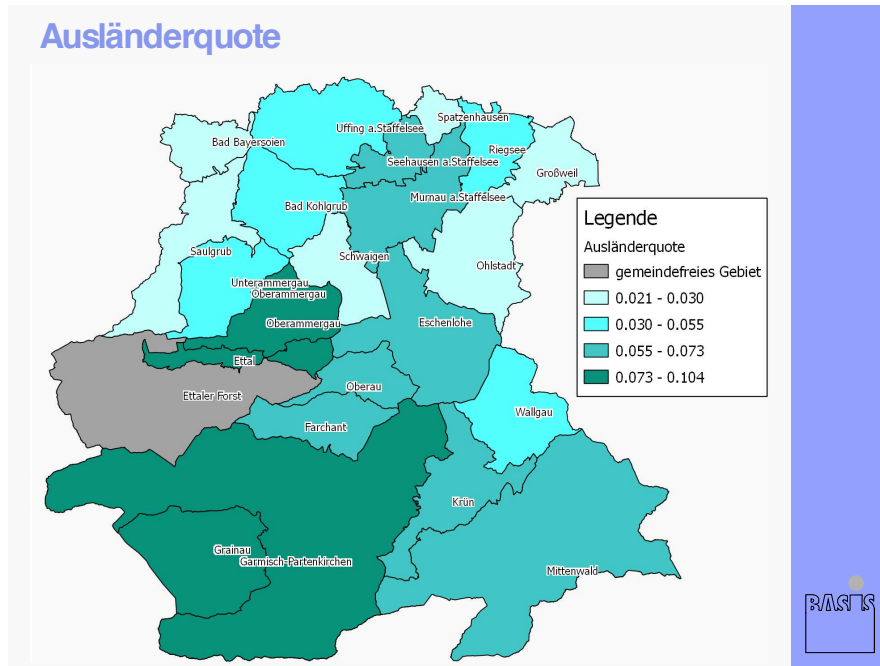 Ausländerquote
Spatzenhausen
Uffing a.Staffelsee
Bad Bayersoien
Riegsee
Seehausen a.Staffelsee
Großweil
Murnau a.Staffelsee
Bad Kohlgrub
Saulgrub
Schwaigen
Ohlstadt
Unterammergau
Oberammergau
Oberammergau
Eschenlohe
Ettal
Oberau
Ettaler Forst
Wallgau
Farchant
Krün
Grainau
Garmisch-Partenkirchen
Mittenwald
Legende
Ausländerquote
gemeindefreies Gebiet
0.021 - 0.030
0.030 - 0.055
0.055 - 0.073
0.073 - 0.104
BASIS